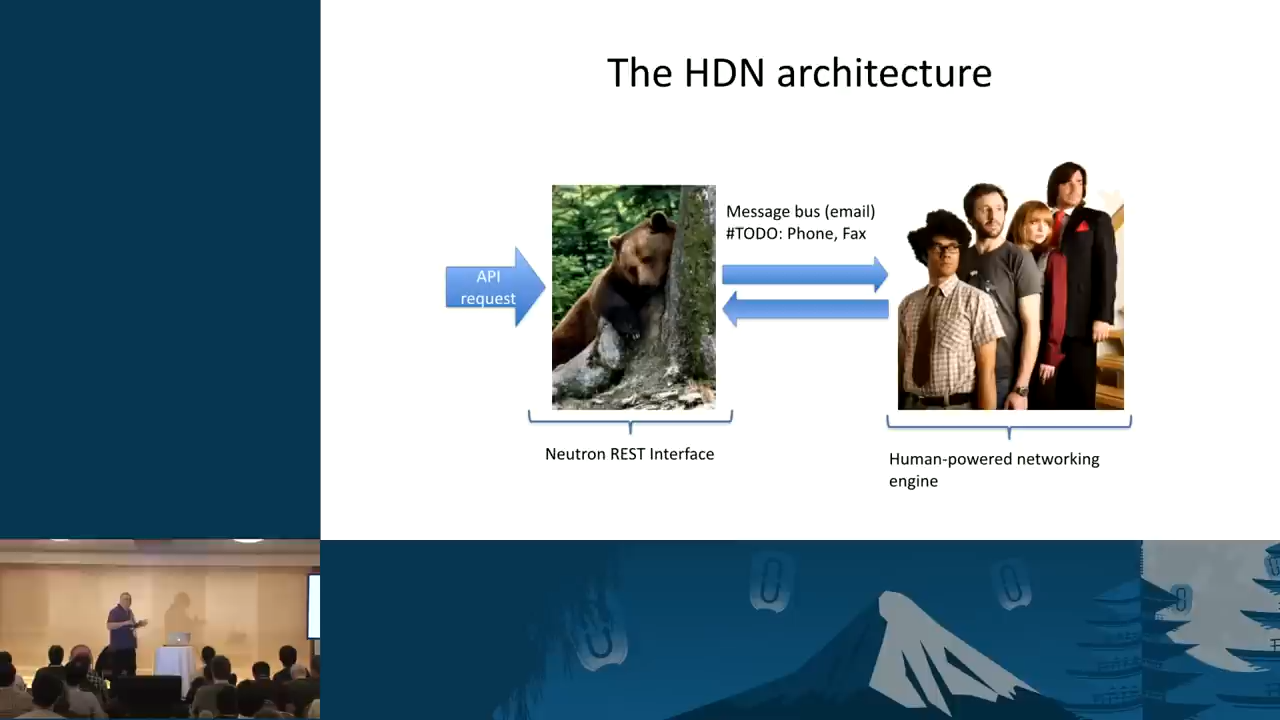 The HDN architecture
Message bus (email)
#TODO: Phone, Fax
API
request
Neutron REST Interface
Human-powered networking
engine